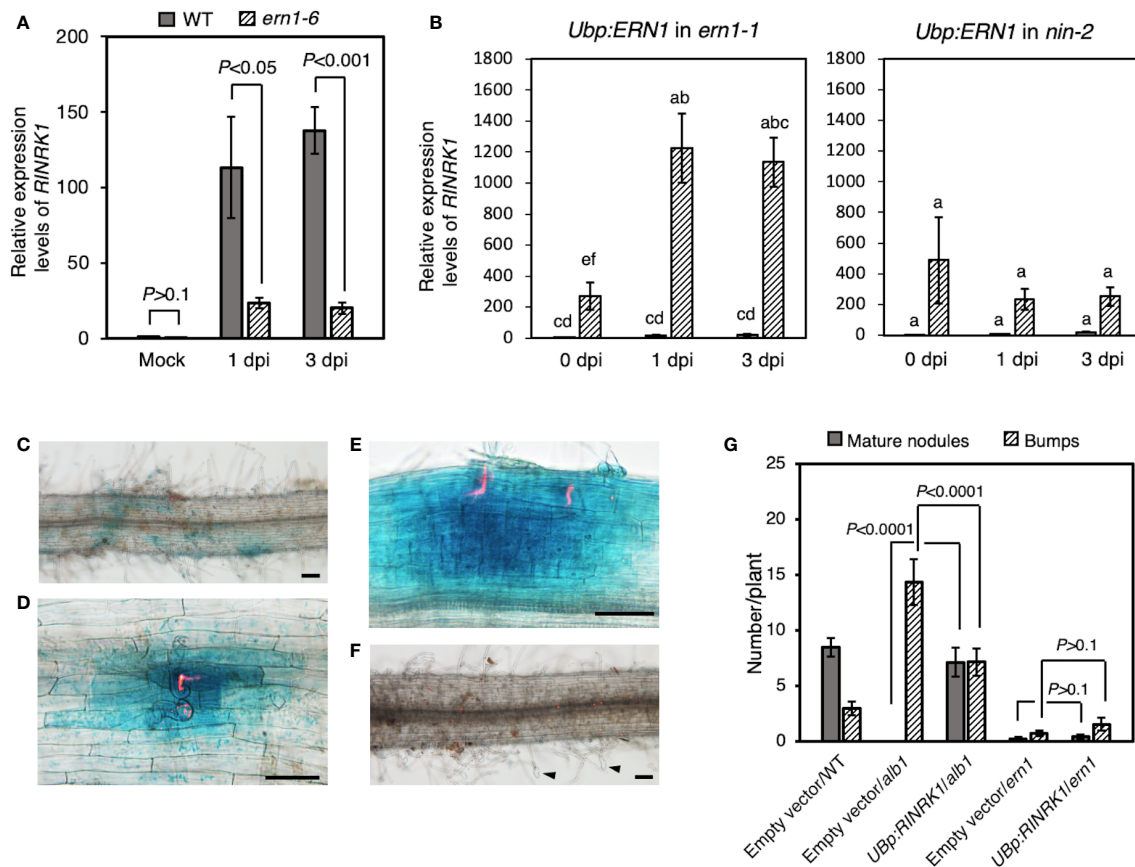 A
WT
ern1-6
Relative expression
levels of RINRK1
200
150
100
50
0
P>0.1
P<0.05
P<0.001
Mock
1 dpi
3 dpi
B
Ubp:ERN1 in ern1-1
Relative expression
levels of RINRK1
1800
1600
1400
1200
1000
800
600
400
200
0
cd
ef
cd
ab
cd
abc
0 dpi
1 dpi
3 dpi
Ubp:ERN1 in nin-2
1800
1600
1400
1200
1000
800
600
400
200
0
a
a
a
a
a
a
0 dpi
1 dpi
3 dpi
C
D
E
F
G
Mature nodules
Bumps
Number/plant
25
20
15
10
5
0
P<0.0001
P<0.0001
P>0.1
P>0.1
Empty vector/WT
Empty vector/alb1
UBp:RINRK1/alb1
Empty vector/ern1
UBp:RINRK1/ern1